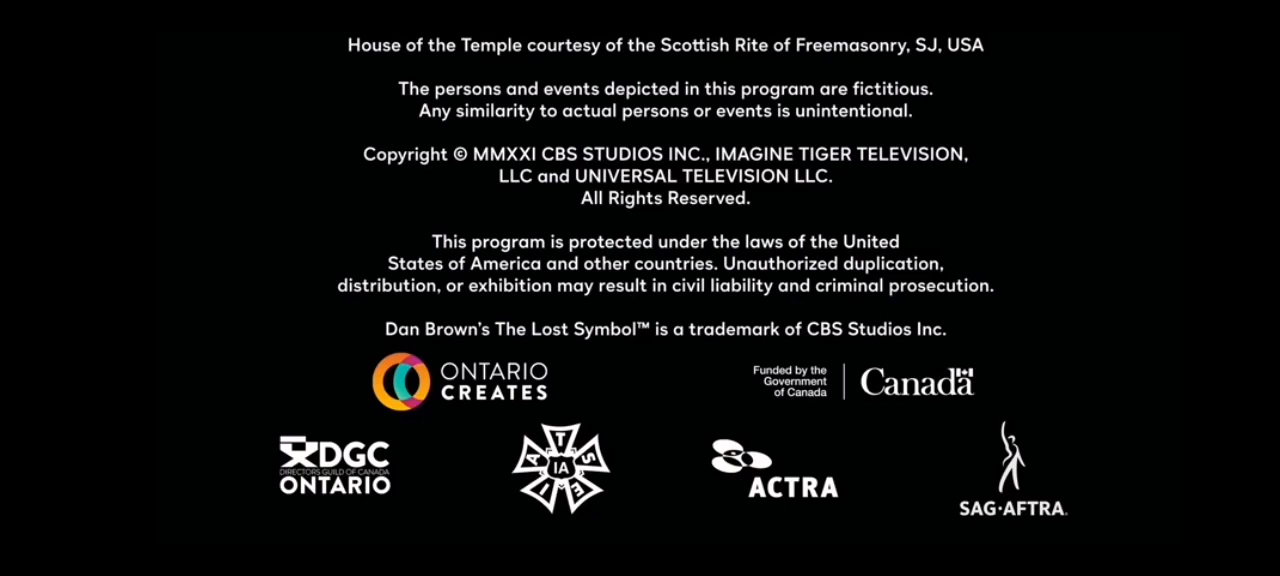 House of the Temple courtesy of the Scottish Rite of Freemasonry, SJ, USA
The persons and events depicted in this program are fictitious.
Any similarity to actual persons or events is unintentional.
Copyright © MMXXI CBS STUDIOS INC., IMAGINE TIGER TELEVISION,
LLC and UNIVERSAL TELEVISION LLC.
All Rights Reserved.
This program is protected under the laws of the United
States of America and other countries. Unauthorized duplication,
distribution, or exhibition may result in civil liability and criminal prosecution.
Dan Brown's The Lost Symbol™ is a trademark of CBS Studios Inc.
ONTARIO
CREATES
Funded by the
Government
of Canada
Canada
DGC
DIRECTORS GUILD OF CANADA
ONTARIO
IATSE
IA
ACTRA
SAG·AFTRA®